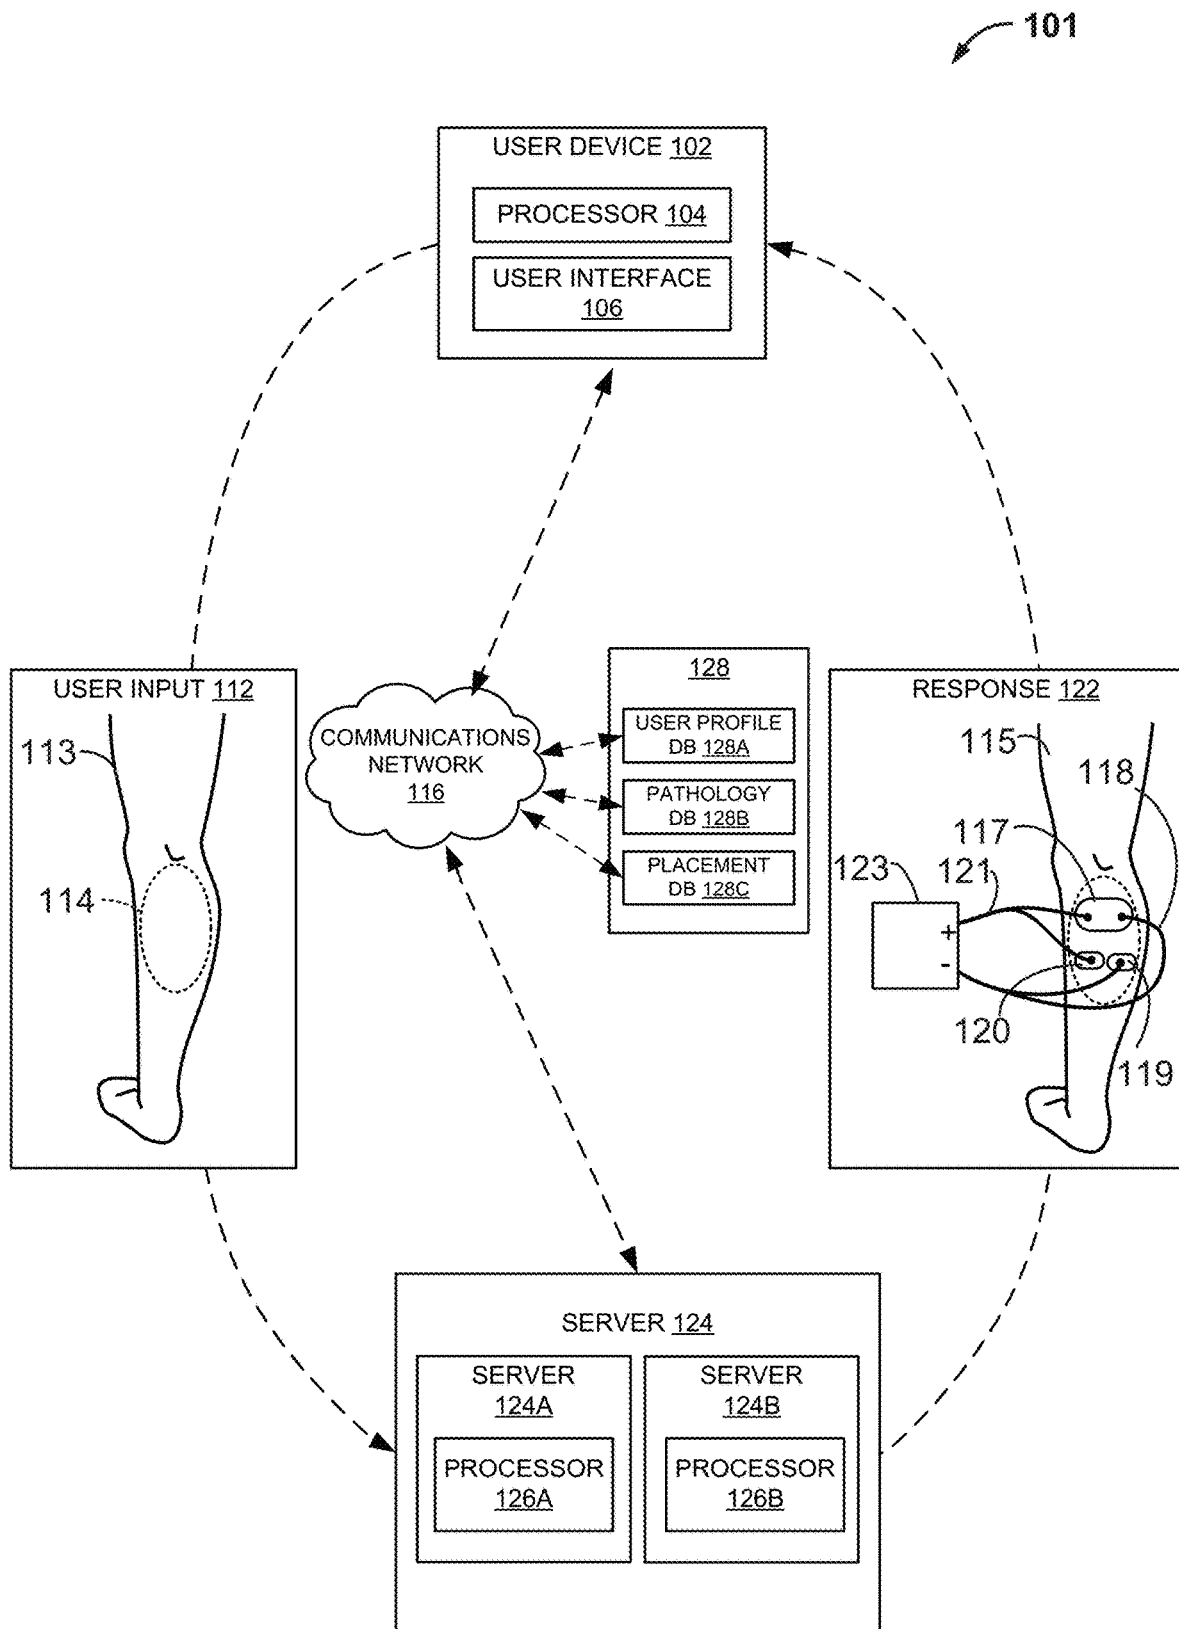 101
USER DEVICE 102
PROCESSOR 104
USER INTERFACE
106
USER INPUT 112
113
114
COMMUNICATIONS
NETWORK
116
128
USER PROFILE
DB 128A
PATHOLOGY
DB 128B
PLACEMENT
DB 128C
RESPONSE 122
115
118
117
123
121
+
-
120
119
SERVER 124
SERVER
124A
PROCESSOR
126A
SERVER
124B
PROCESSOR
126B